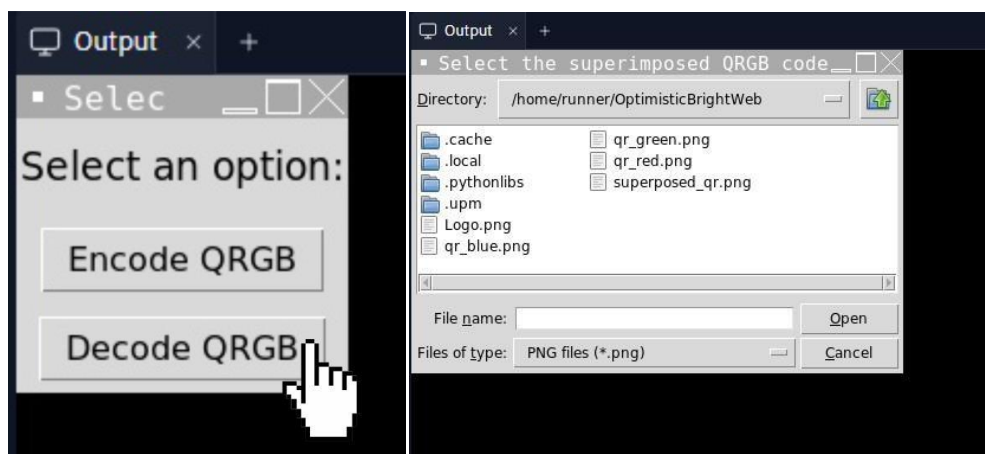 Output × +
Selec
Select an option:
Encode QRGB
Decode QRGB
Output × +
Select the superimposed QRGB code
Directory: /home/runner/OptimisticBrightWeb
.cache
.local
.pythonlibs
.upm
Logo.png
qr_blue.png
qr_green.png
qr_red.png
superposed_qr.png
File name:
Open
Files of type: PNG files (*.png)
Cancel